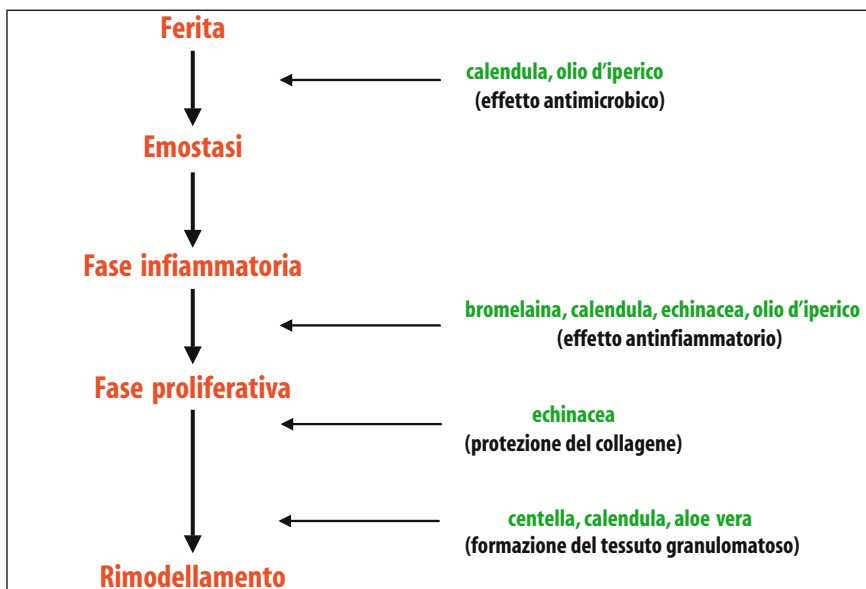 Ferita
calendula, olio d'iperico
(effetto antimicrobico)
Emostasi
Fase infiammatoria
bromelaina, calendula, echinacea, olio d'iperico
(effetto antinfiammatorio)
Fase proliferativa
echinacea
(protezione del collagene)
centella, calendula, aloe vera
(formazione del tessuto granulomatoso)
Rimodellamento